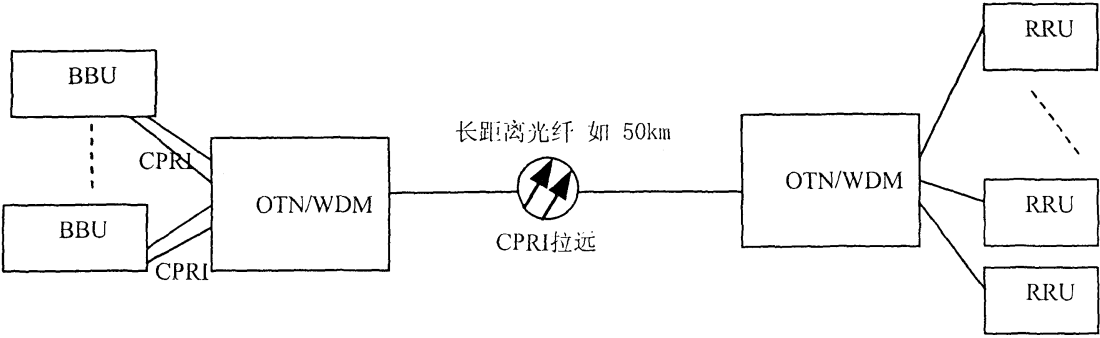 BBU
CPRI
BBU
CPRI
OTN/WDM
长距离光纤 如 50km
CPRI拉远
OTN/WDM
RRU
RRU
RRU